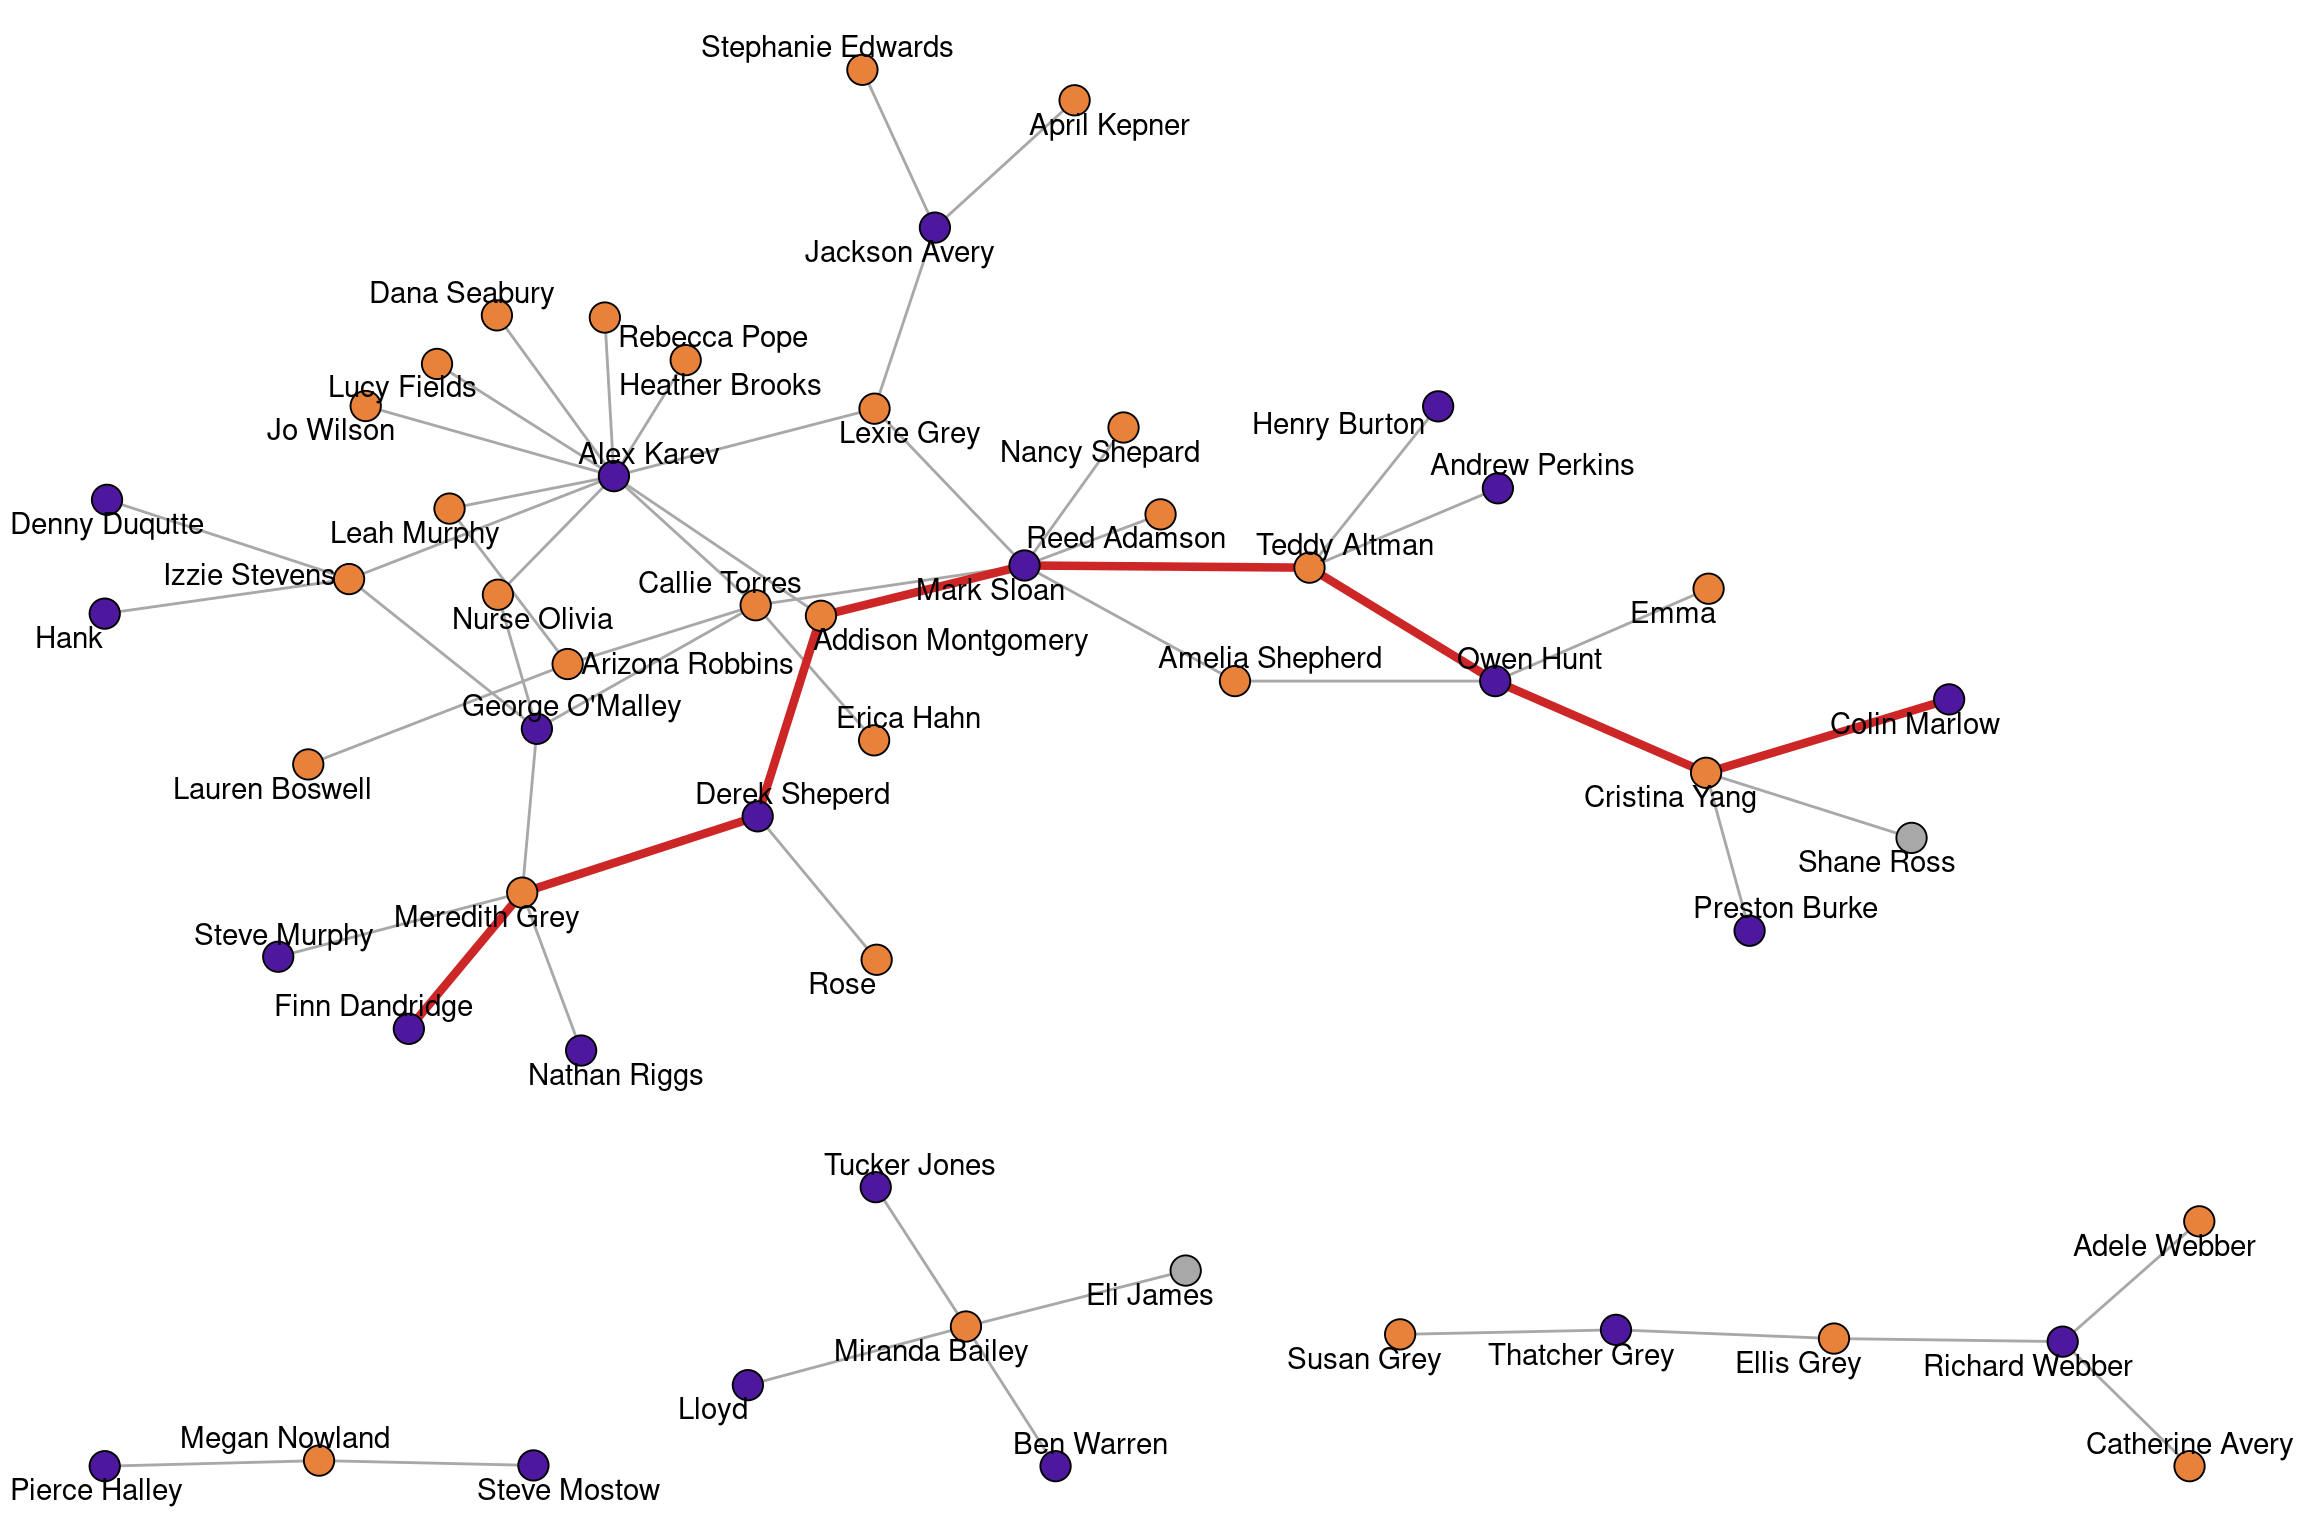 Stephanie Edwards
April Kepner
Jackson Avery
Dana Seabury
Rebecca Pope
Lucy Fields
Heather Brooks
Jo Wilson
Lexie Grey
Henry Burton
Alex Karev
Nancy Shepard
Andrew Perkins
Denny Duqutte
Leah Murphy
Reed Adamson
Teddy Altman
Izzie Stevens
Callie Torres
Mark Sloan
Emma
Nurse Olivia
Hank
Addison Montgomery
Arizona Robbins
Amelia Shepherd
Owen Hunt
George O'Malley
Erica Hahn
Colin Marlow
Lauren Boswell
Derek Sheperd
Cristina Yang
Shane Ross
Meredith Grey
Preston Burke
Steve Murphy
Rose
Finn Dandridge
Nathan Riggs
Tucker Jones
Adele Webber
Eli James
Miranda Bailey
Susan Grey
Thatcher Grey
Ellis Grey
Richard Webber
Lloyd
Megan Nowland
Ben Warren
Catherine Avery
Pierce Halley
Steve Mostow